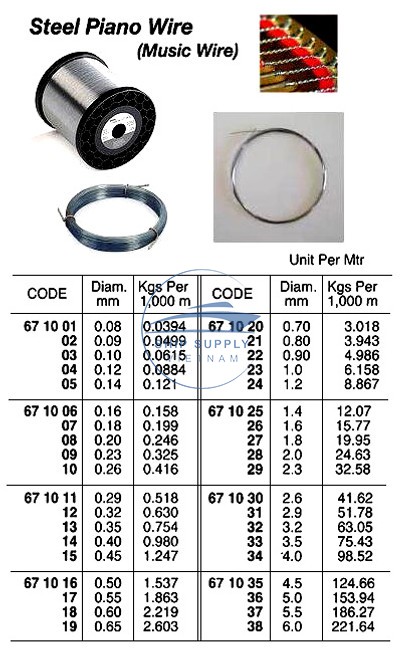 Steel Piano Wire
(Music Wire)
Unit Per Mtr
CODE Diam. mm Kgs Per 1,000 m CODE Diam. mm Kgs Per 1,000 m
67 10 01 0.08 0.0394 67 10 20 0.70 3.018
02 0.09 0.0499 21 0.80 3.943
03 0.10 0.0615 22 0.90 4.986
04 0.12 0.0884 23 1.0 6.158
05 0.14 0.121 24 1.2 8.867
67 10 06 0.16 0.158 67 10 25 1.4 12.07
07 0.18 0.199 26 1.6 15.77
08 0.20 0.246 27 1.8 19.95
09 0.23 0.325 28 2.0 24.63
10 0.26 0.416 29 2.3 32.58
67 10 11 0.29 0.518 67 10 30 2.6 41.62
12 0.32 0.630 31 2.9 51.78
13 0.35 0.754 32 3.2 63.05
14 0.40 0.980 33 3.5 75.43
15 0.45 1.247 34 4.0 98.52
67 10 16 0.50 1.537 67 10 35 4.5 124.66
17 0.55 1.863 36 5.0 153.94
18 0.60 2.219 37 5.5 186.27
19 0.65 2.603 38 6.0 221.64
SHIP SUPPLY
VIETNAM